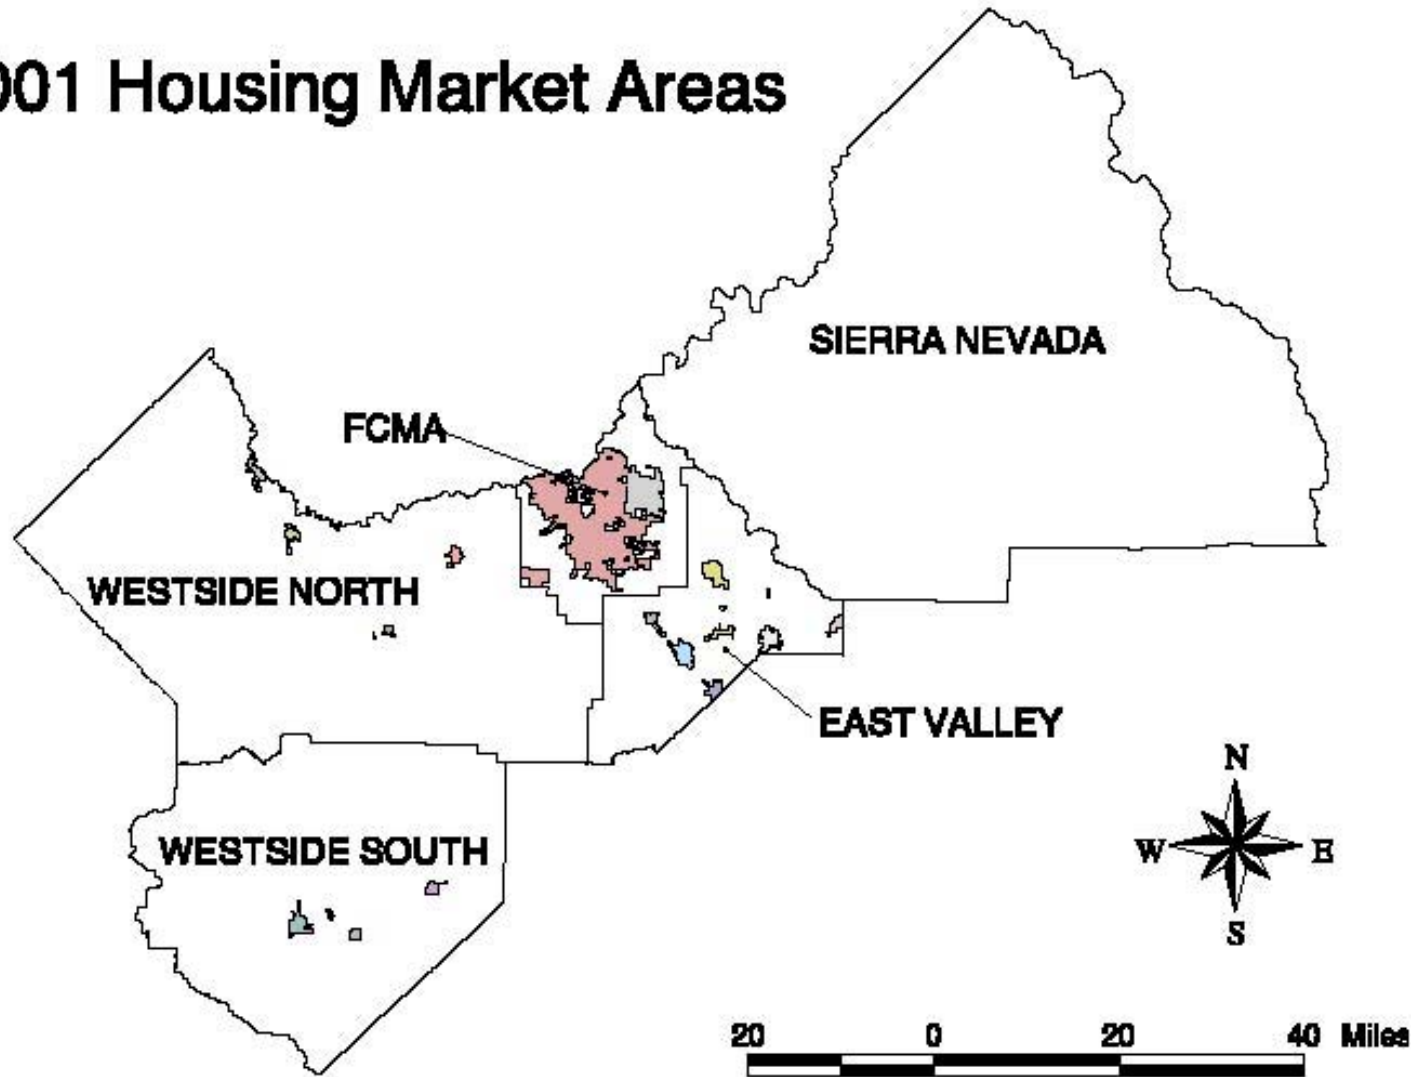 001 Housing Market Areas
SIERRA NEVADA
FCMA
WESTSIDE NORTH
EAST VALLEY
WESTSIDE SOUTH
N
W E
S
20 0 20 40 Miles